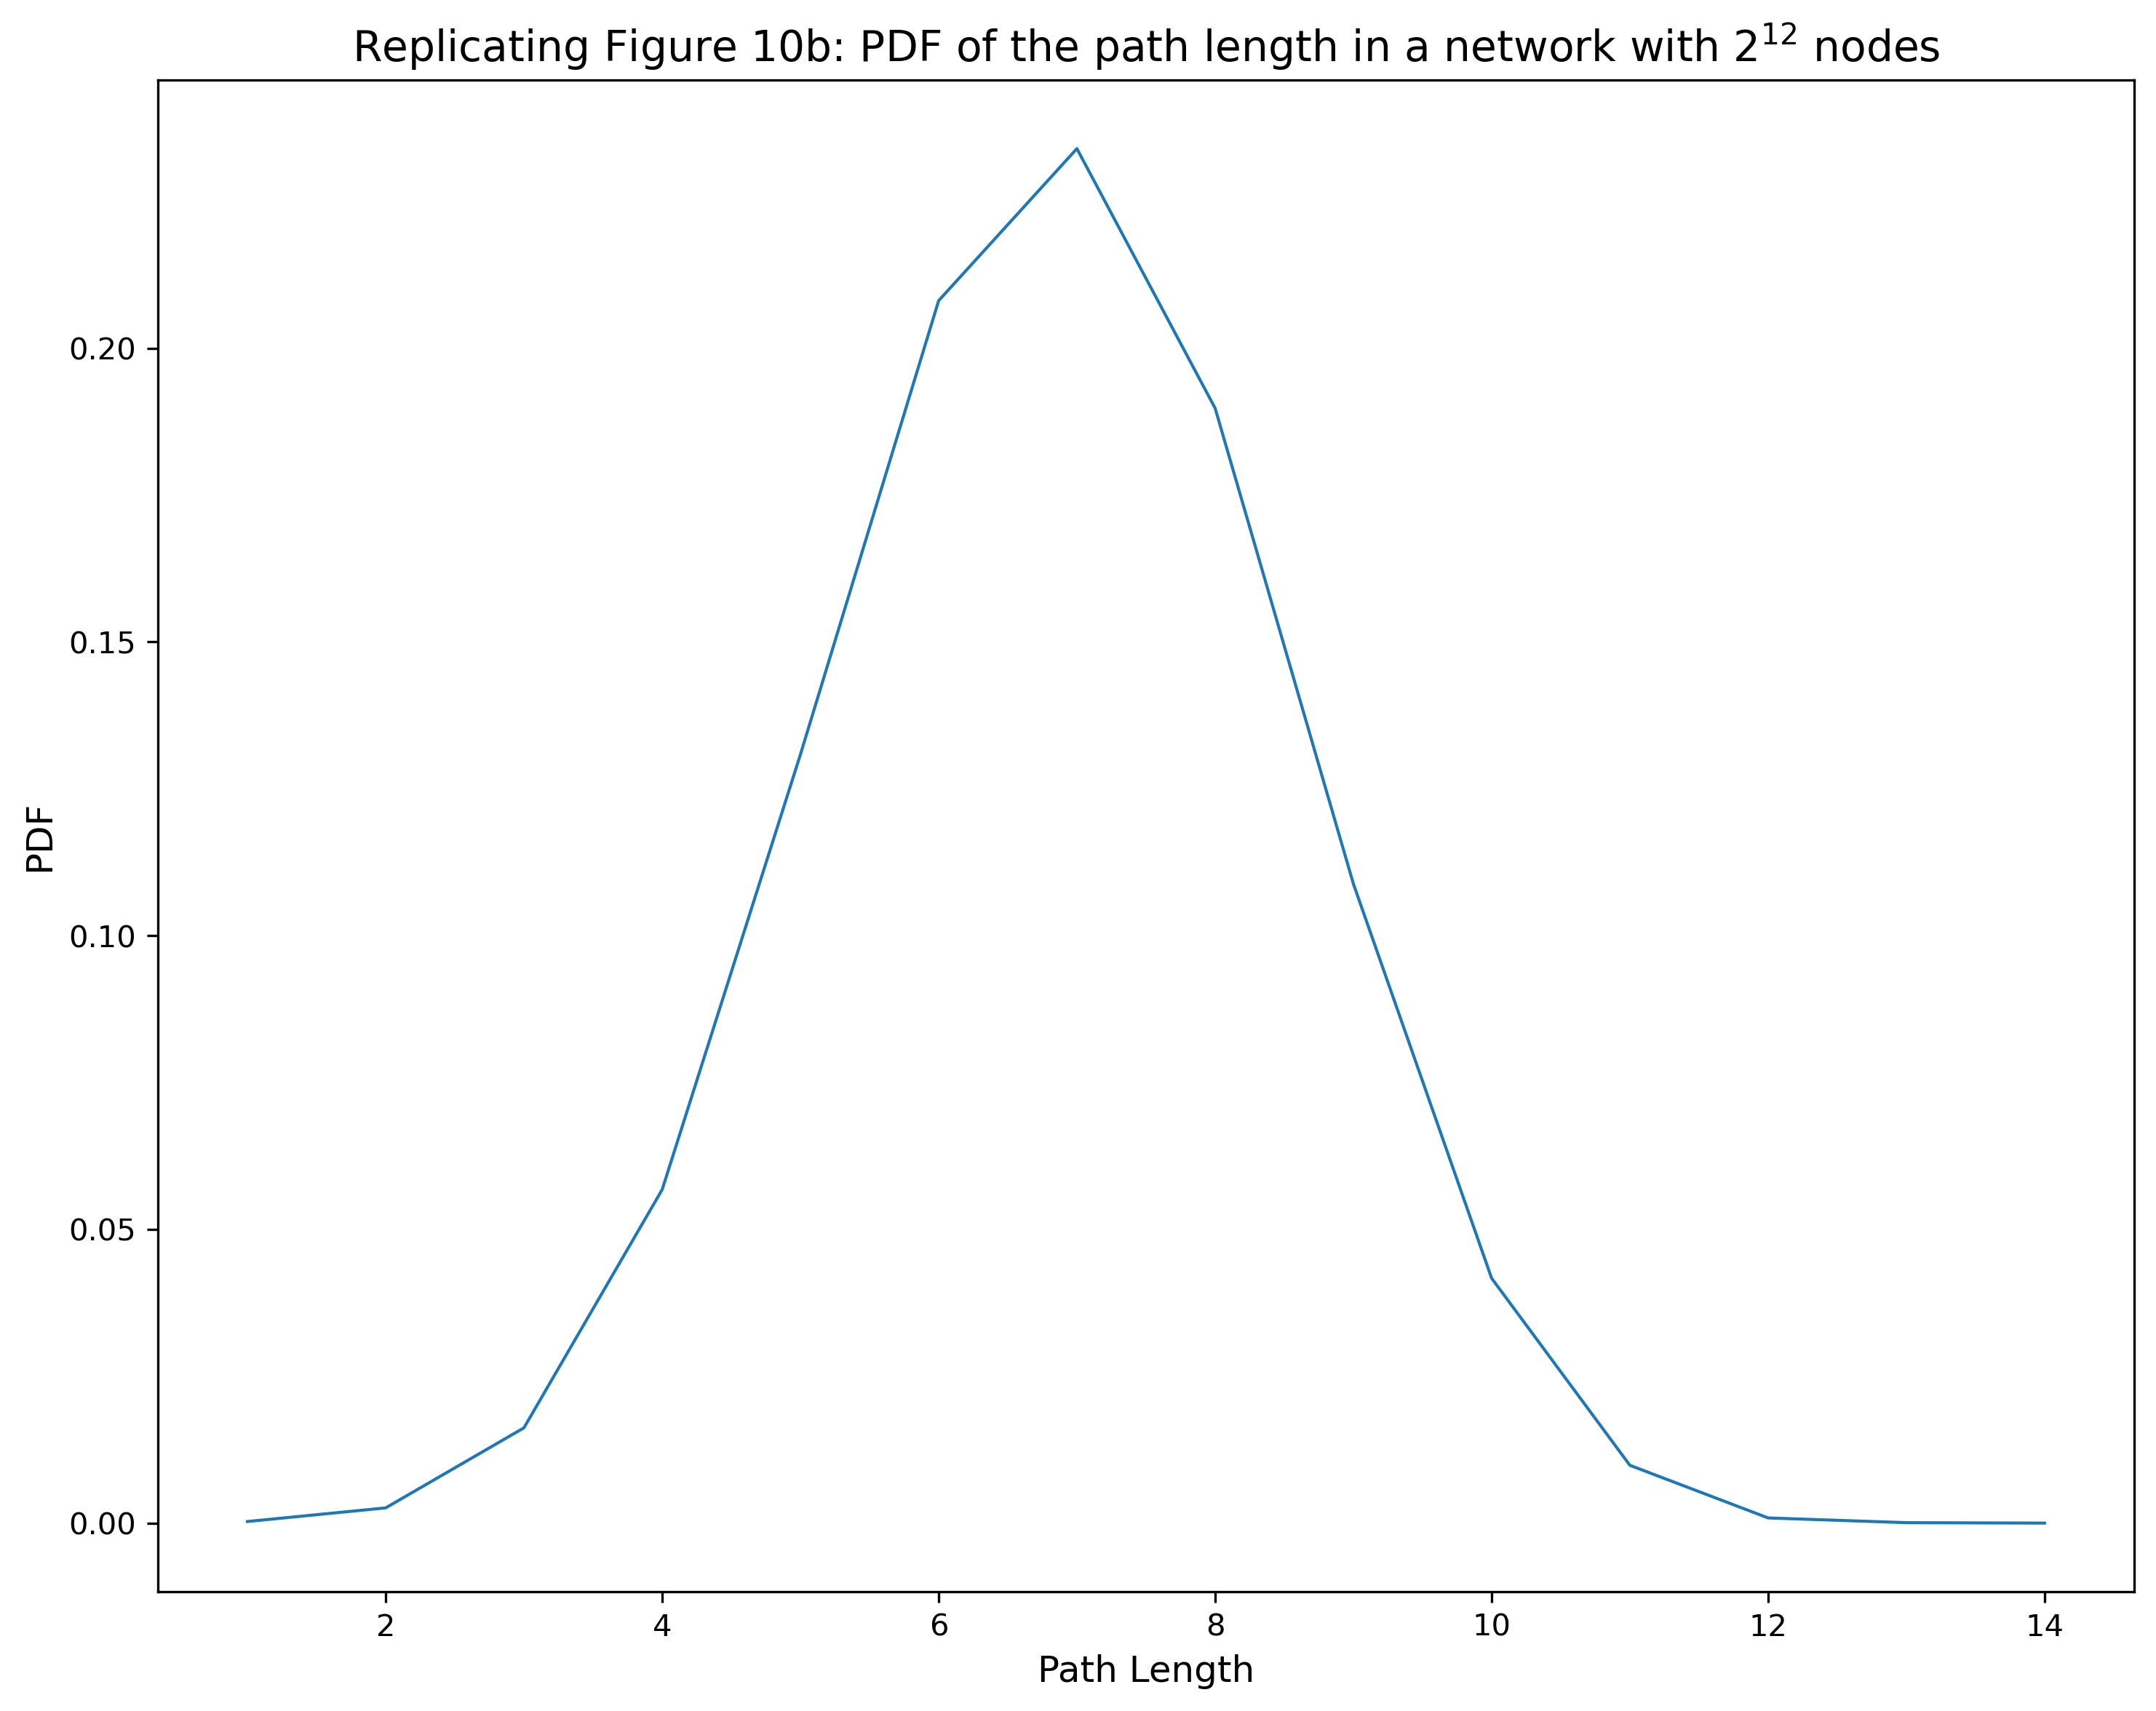 Replicating Figure 10b: PDF of the path length in a network with 2¹² nodes
PDF
0.20
0.15
0.10
0.05
0.00
2 4 6 8 10 12 14
Path Length